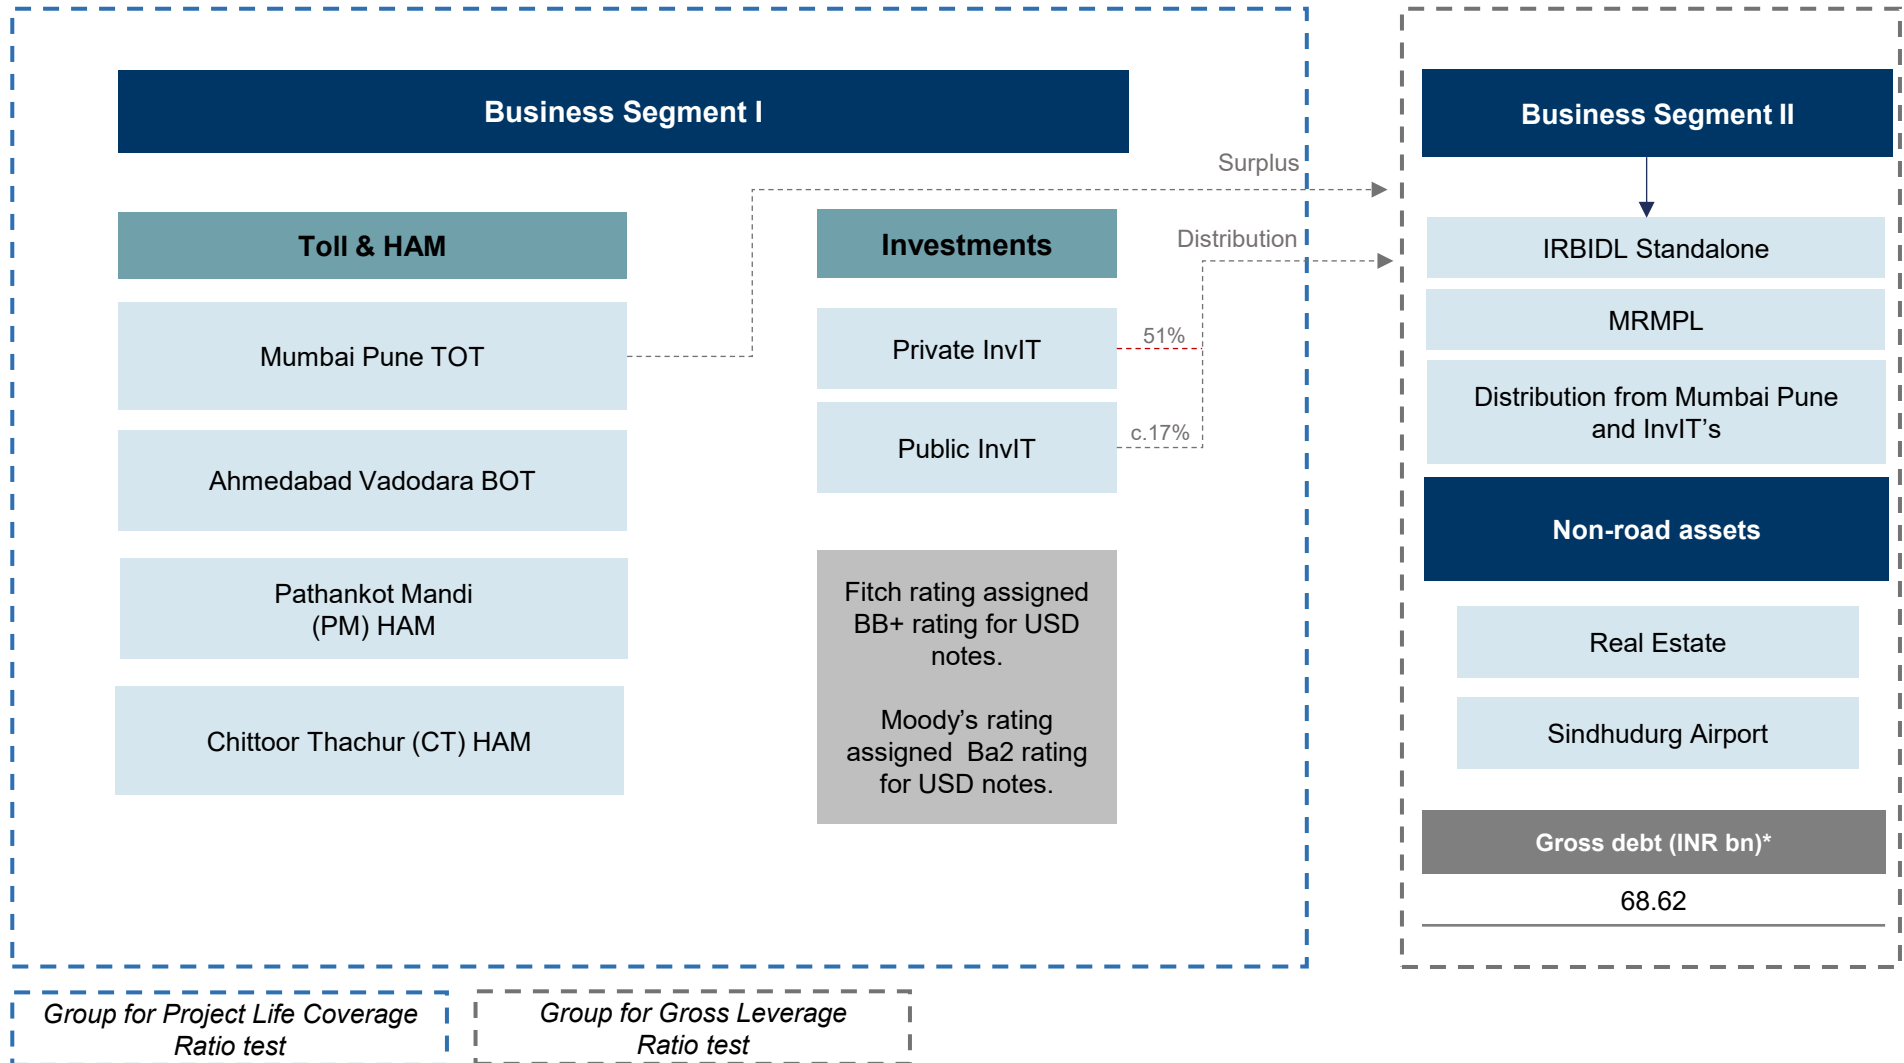 Business Segment I
Toll & HAM
Mumbai Pune TOT
Ahmedabad Vadodara BOT
Pathankot Mandi
(PM) HAM
Chittoor Thachur (CT) HAM
Investments
Private InvIT
Public InvIT
51%
c.17%
Surplus
Distribution
Fitch rating assigned
BB+ rating for USD
notes.
Moody’s rating
assigned  Ba2 rating
for USD notes.
Business Segment II
IRBIDL Standalone
MRMPL
Distribution from Mumbai Pune
and InvIT’s
Non-road assets
Real Estate
Sindhudurg Airport
Gross debt (INR bn)*
68.62
Group for Project Life Coverage
Ratio test
Group for Gross Leverage
Ratio test